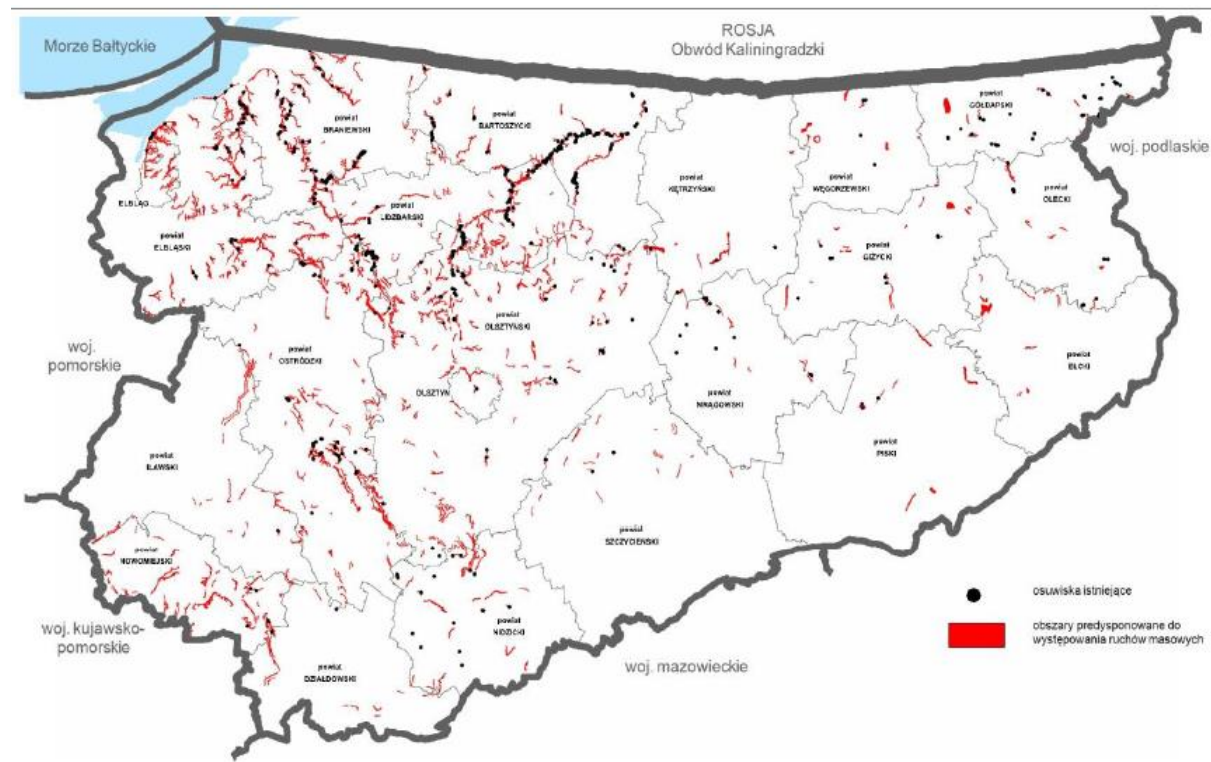 Morze Bałtyckie
ROSJA
Obwód Kaliningradzki
powiat
GOŁDAPSKI
powiat
BRANIEWSKI
powiat
BARTOSZYCKI
woj. podlaskie
powiat
KĘTRZYŃSKI
powiat
WĘGORZEWSKI
powiat
OLECKI
ELBLĄG
powiat
LIDZBARSKI
powiat
ELBLĄSKI
powiat
GIŻYCKI
powiat
OLSZTYŃSKI
woj.
pomorskie
powiat
OSTRÓDZKI
powiat
EŁCKI
OLSZTYN
powiat
MRĄGOWSKI
powiat
IŁAWSKI
powiat
PISKI
powiat
SZCZYCIEŃSKI
powiat
NOWOMIEJSKI
osuwiska istniejące
woj. kujawsko-
pomorskie
powiat
NIDZICKI
obszary predysponowane do
występowania ruchów masowych
woj. mazowieckie
powiat
DZIAŁDOWSKI